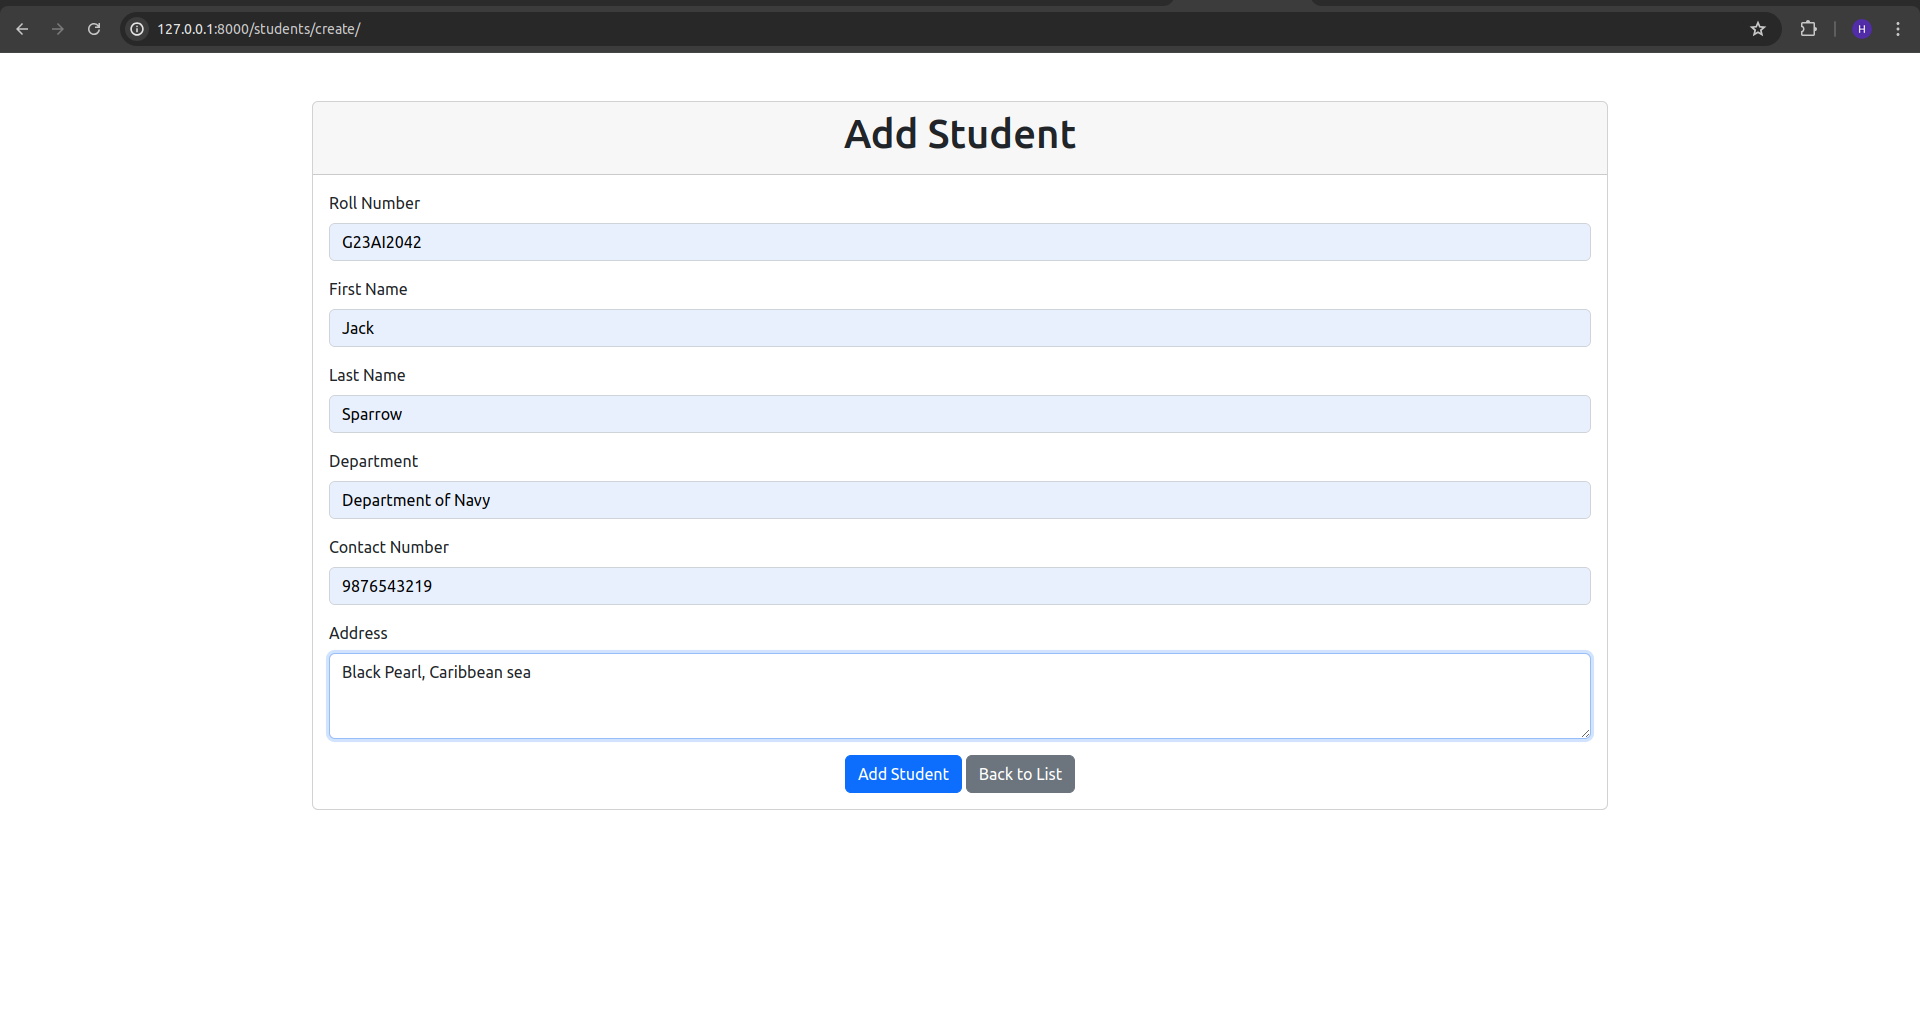 127.0.0.1:8000/students/create/
H
Add Student
Roll Number
G23AI2042
First Name
Jack
Last Name
Sparrow
Department
Department of Navy
Contact Number
9876543219
Address
Black Pearl, Caribbean sea
Add Student Back to List